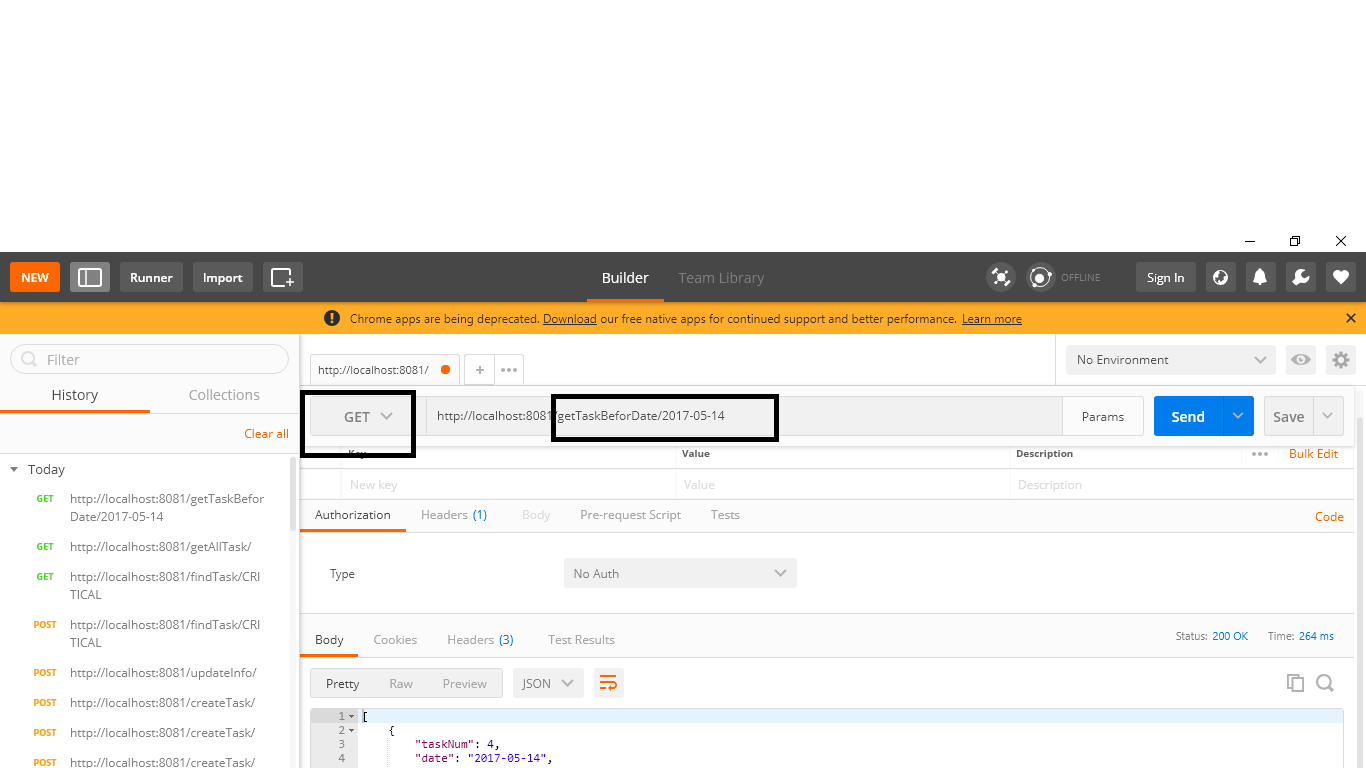 NEW Runner Import Builder Team Library OFFLINE Sign In
Chrome apps are being deprecated. Download our free native apps for continued support and better performance. Learn more
Filter
History Collections
Clear all
Today
GET http://localhost:8081/getTaskBefor
Date/2017-05-14
GET http://localhost:8081/getAllTask/
GET http://localhost:8081/findTask/CRI
TICAL
POST http://localhost:8081/findTask/CRI
TICAL
POST http://localhost:8081/updateInfo/
POST http://localhost:8081/createTask/
POST http://localhost:8081/createTask/
POST http://localhost:8081/createTask/
http://localhost:8081/ + No Environment
GET http://localhost:8081/getTaskBeforDate/2017-05-14 Params Send Save
Key Value Description Bulk Edit
New key Value Description
Authorization Headers (1) Body Pre-request Script Tests Code
Type No Auth
Body Cookies Headers (3) Test Results Status: 200 OK Time: 264 ms
Pretty Raw Preview JSON
1 [
2 {
3 "taskNum": 4,
4 "date": "2017-05-14",